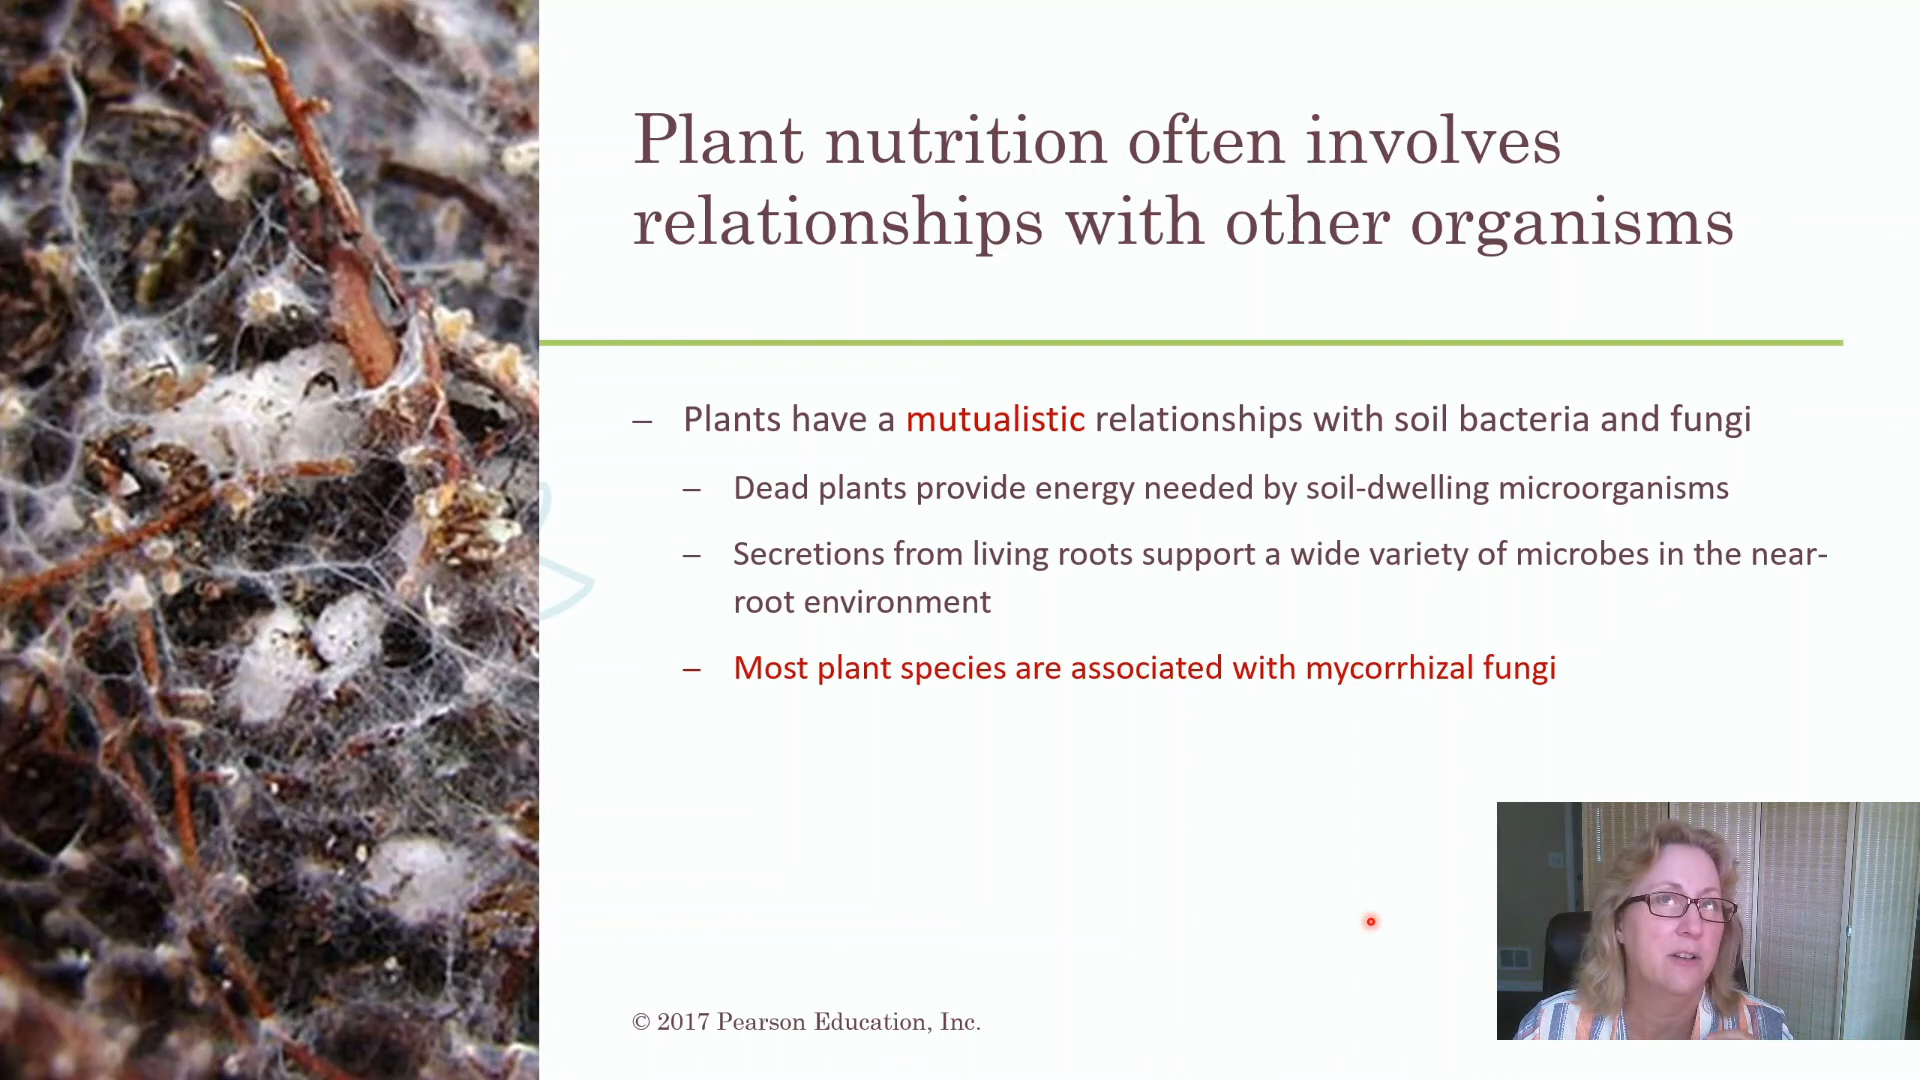 Plant nutrition often involves
relationships with other organisms
– Plants have a mutualistic relationships with soil bacteria and fungi
– Dead plants provide energy needed by soil-dwelling microorganisms
– Secretions from living roots support a wide variety of microbes in the near-
root environment
– Most plant species are associated with mycorrhizal fungi
© 2017 Pearson Education, Inc.